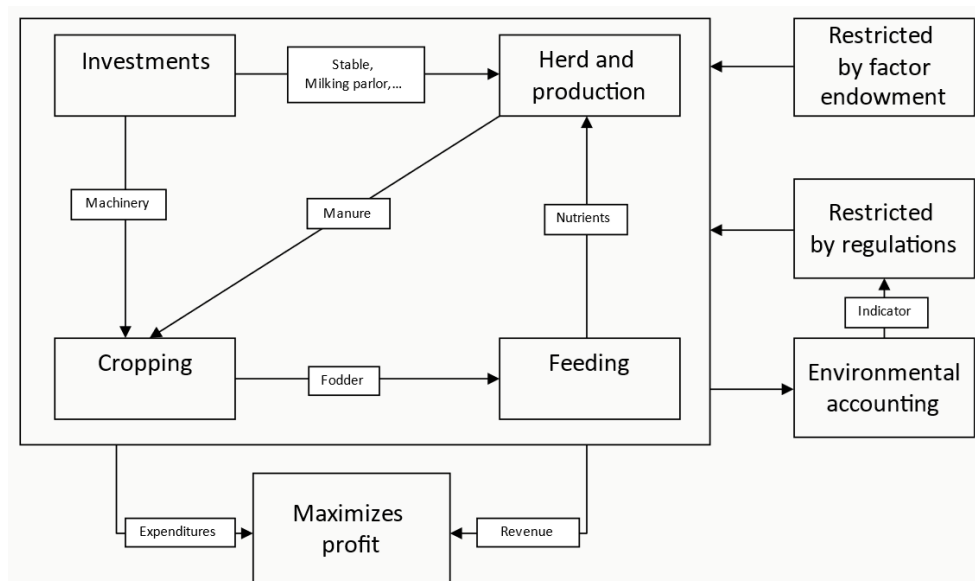 Investments
Stable,
Milking parlor,...
Herd and
production
Restricted
by factor
endowment
Machinery
Manure
Nutrients
Restricted
by regulations
Indicator
Cropping
Fodder
Feeding
Environmental
accounting
Expenditures
Maximizes
profit
Revenue